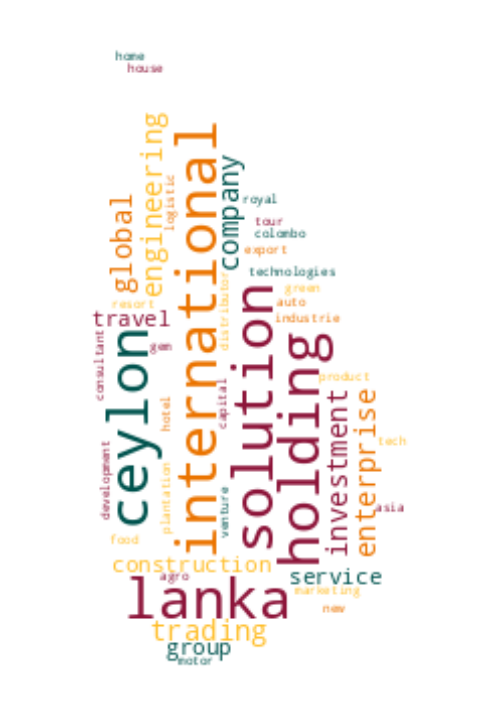 home
house
engineering
international
logistic
company
global
royal
tour
colombo
export
technologies
distributor
green
solution
resort
auto
travel
industrie
ceylon
consultant
gem
holding
product
capital
investment
enterprise
hotel
tech
development
plantation
venture
asia
food
construction
agro
service
lanka
marketing
new
trading
group
motor